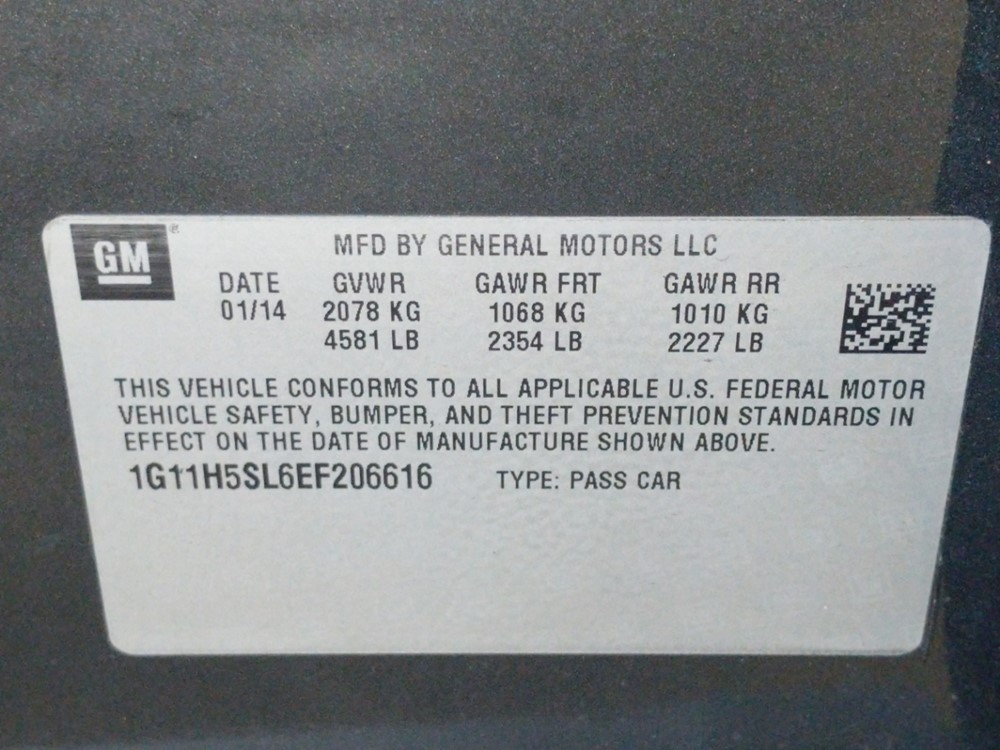 GM®
MFD BY GENERAL MOTORS LLC
DATE GVWR GAWR FRT GAWR RR
01/14 2078 KG 1068 KG 1010 KG
4581 LB 2354 LB 2227 LB
THIS VEHICLE CONFORMS TO ALL APPLICABLE U.S. FEDERAL MOTOR
VEHICLE SAFETY, BUMPER, AND THEFT PREVENTION STANDARDS IN
EFFECT ON THE DATE OF MANUFACTURE SHOWN ABOVE.
1G11H5SL6EF206616 TYPE: PASS CAR